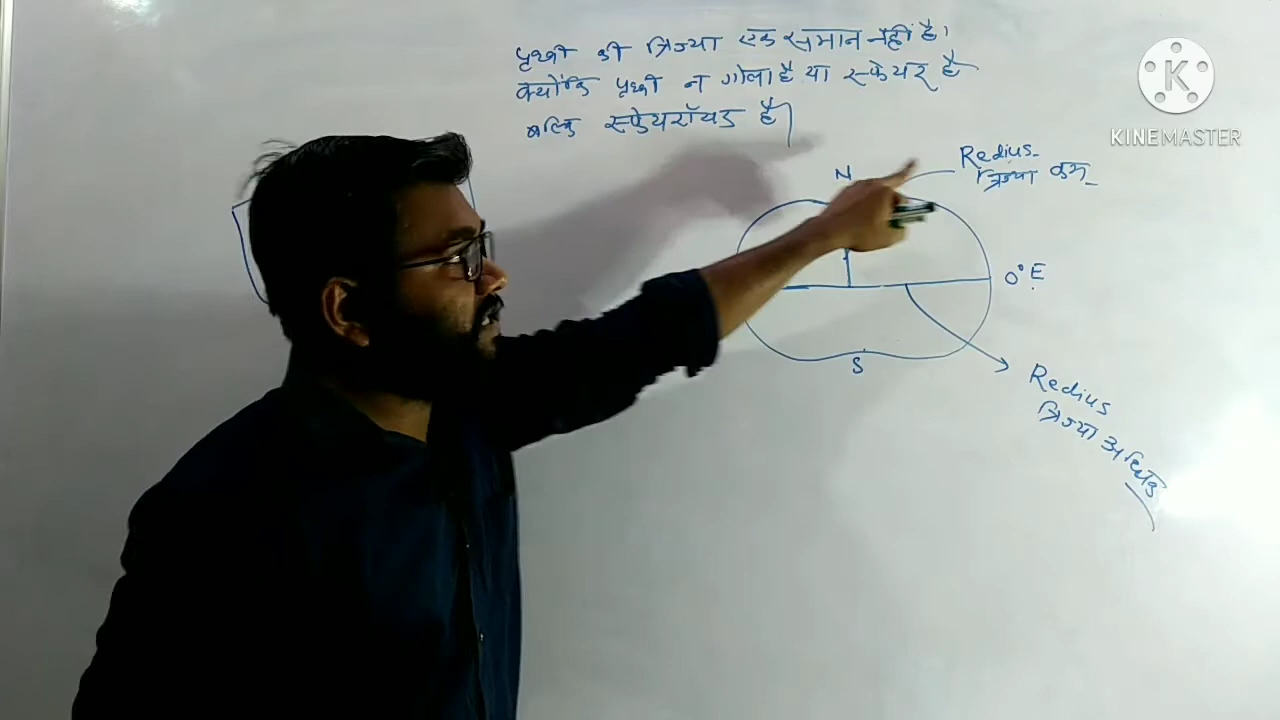 पृथ्वी की त्रिज्या एक समान नहीं है।
क्योंकि पृथ्वी न गोला है या स्फेयर है
बल्कि स्फेयरॉयड है।
K
KINEMASTER
Redius
त्रिज्या कम
N
0° E
S
Redius
त्रिज्या अधिक